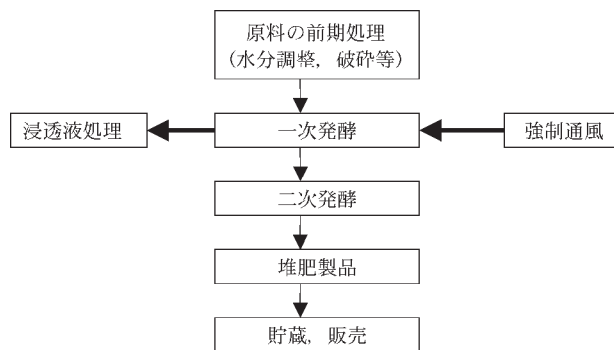 原料の前期処理
(水分調整, 破砕等)
浸透液処理
一次発酵
強制通風
二次発酵
堆肥製品
貯蔵, 販売